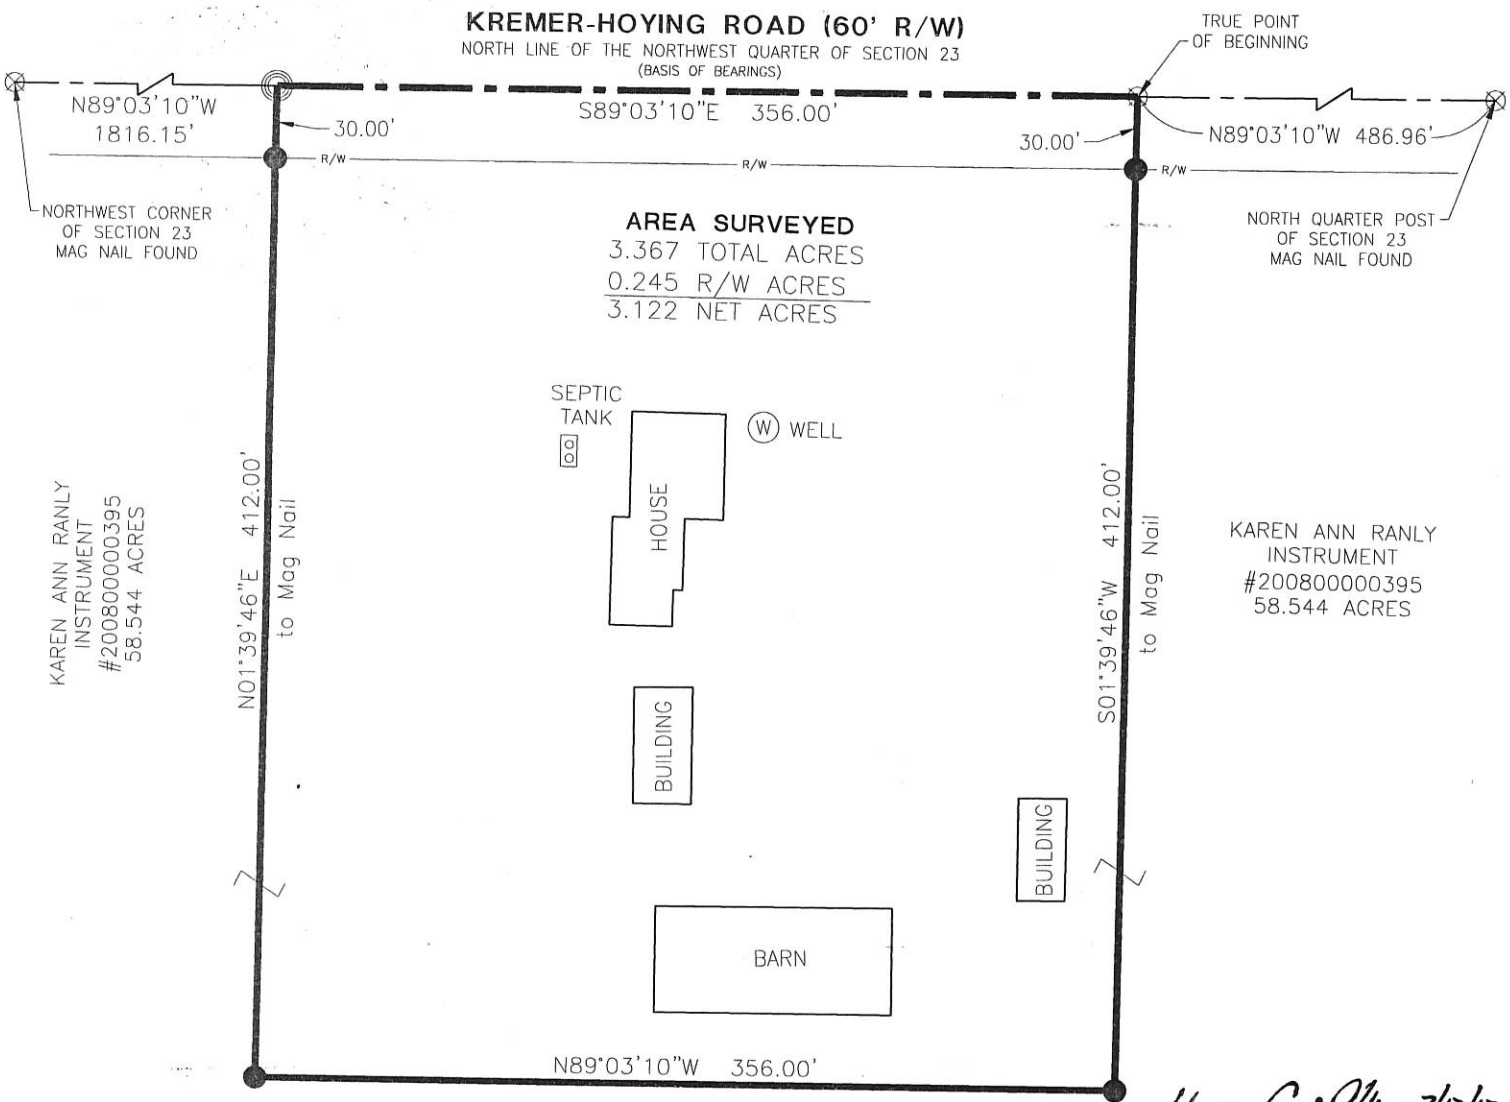 KREMER-HOYING ROAD (60' R/W)
NORTH LINE OF THE NORTHWEST QUARTER OF SECTION 23
(BASIS OF BEARINGS)
TRUE POINT
OF BEGINNING
N89°03'10"W
1816.15'
S89°03'10"E 356.00'
N89°03'10"W 486.96'
30.00'
30.00'
R/W
R/W
R/W
NORTHWEST CORNER
OF SECTION 23
MAG NAIL FOUND
NORTH QUARTER POST
OF SECTION 23
MAG NAIL FOUND
AREA SURVEYED
3.367 TOTAL ACRES
0.245 R/W ACRES
3.122 NET ACRES
SEPTIC
TANK
W WELL
HOUSE
KAREN ANN RANLY
INSTRUMENT
#200800000395
58.544 ACRES
N01°39'46"E 412.00'
to Mag Nail
S01°39'46"W 412.00'
to Mag Nail
KAREN ANN RANLY
INSTRUMENT
#200800000395
58.544 ACRES
BUILDING
BUILDING
BARN
N89°03'10"W 356.00'